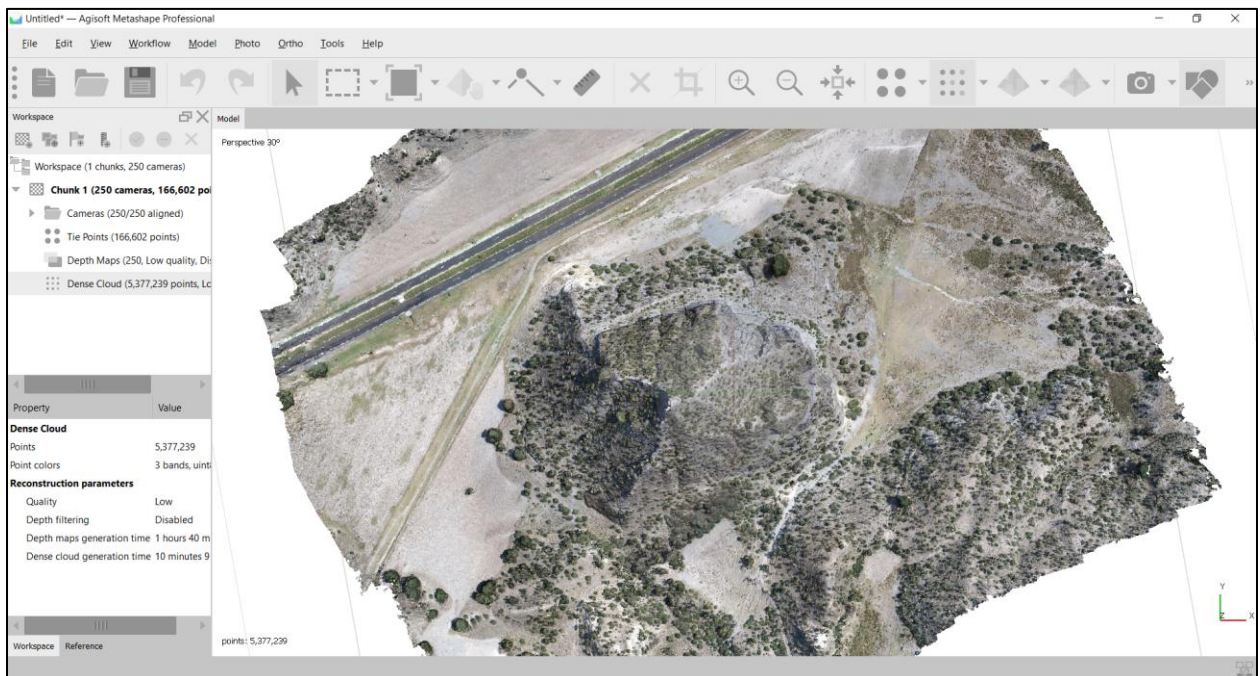 Untitled* — Agisoft Metashape Professional
File Edit View Workflow Model Photo Ortho Tools Help
Workspace
Model
Perspective 30°
Workspace (1 chunks, 250 cameras)
Chunk 1 (250 cameras, 166,602 poi
Cameras (250/250 aligned)
Tie Points (166,602 points)
Depth Maps (250, Low quality, Dis
Dense Cloud (5,377,239 points, Lo
Property Value
Dense Cloud
Points 5,377,239
Point colors 3 bands, uint
Reconstruction parameters
Quality Low
Depth filtering Disabled
Depth maps generation time 1 hours 40 m
Dense cloud generation time 10 minutes 9
Workspace Reference
points: 5,377,239
Y
Z X